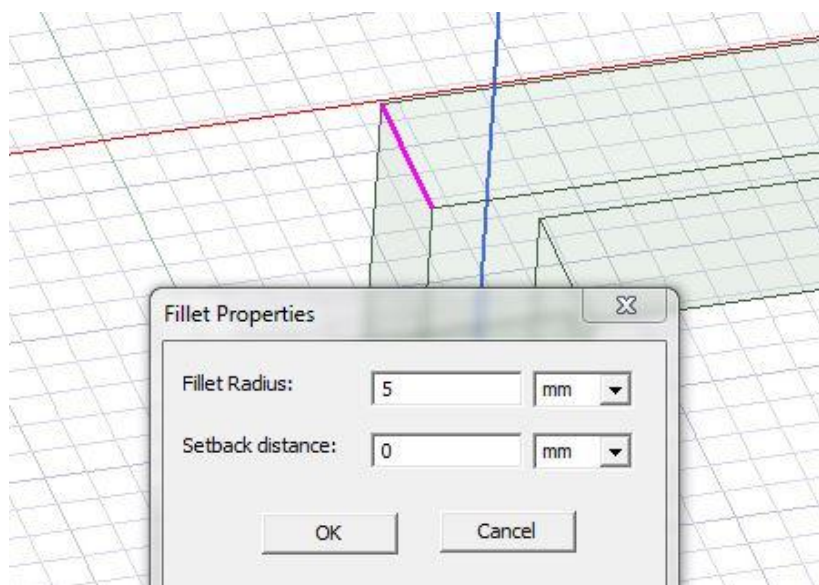 Fillet Properties
Fillet Radius: 5 mm
Setback distance: 0 mm
OK Cancel